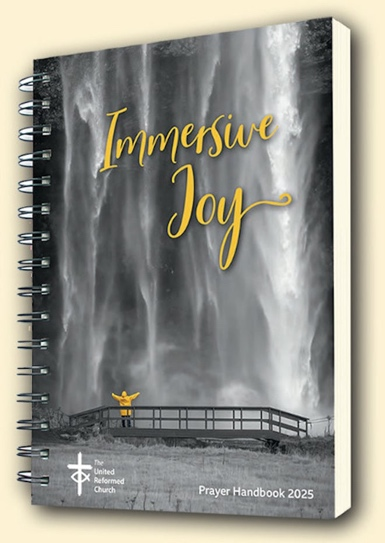 Immersive
Joy
The
United
Reformed
Church
Prayer Handbook 2025